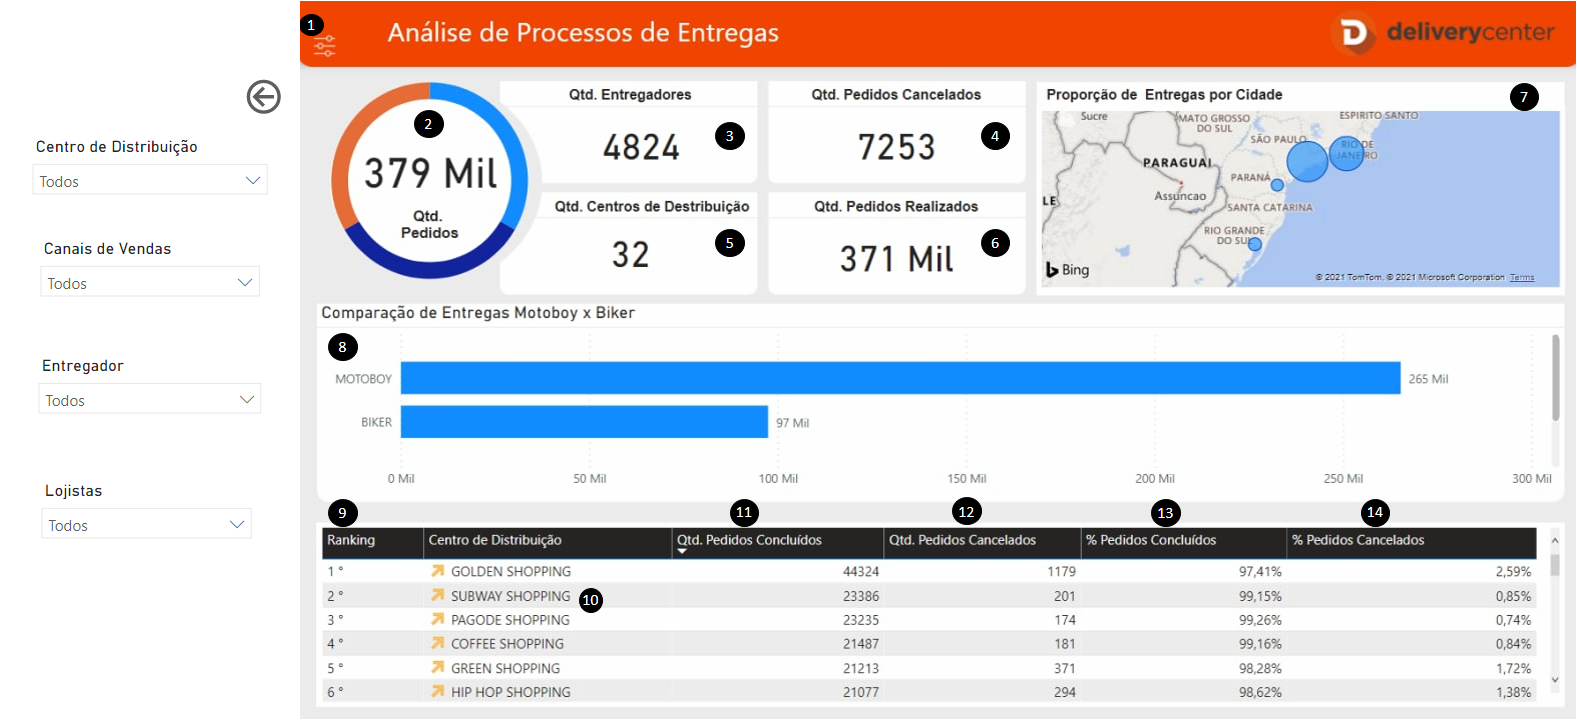 1
Análise de Processos de Entregas
D deliverycenter
Centro de Distribuição
Todos
Canais de Vendas
Todos
Entregador
Todos
Lojistas
Todos
2
379 Mil
Qtd.
Pedidos
Qtd. Entregadores
4824
3
Qtd. Pedidos Cancelados
7253
4
Qtd. Centros de Destribuição
32
5
Qtd. Pedidos Realizados
371 Mil
6
Proporção de Entregas por Cidade
7
Sucre
MATO GROSSO
DO SUL
ESPIRITO SANTO
SÃO PAULO
RIO DE
JANEIRO
PARAGUAI
PARANÁ
Assuncao
LE
SANTA CATARINA
RIO GRANDE
DO SUL
Bing
© 2021 TomTom, © 2021 Microsoft Corporation Terms
Comparação de Entregas Motoboy x Biker
8
MOTOBOY
265 Mil
BIKER
97 Mil
0 Mil 50 Mil 100 Mil 150 Mil 200 Mil 250 Mil 300 Mil
9 11 12 13 14
Ranking Centro de Distribuição Qtd. Pedidos Concluídos Qtd. Pedidos Cancelados % Pedidos Concluídos % Pedidos Cancelados
1 ° GOLDEN SHOPPING 44324 1179 97,41% 2,59%
2 ° SUBWAY SHOPPING 10 23386 201 99,15% 0,85%
3 ° PAGODE SHOPPING 23235 174 99,26% 0,74%
4 ° COFFEE SHOPPING 21487 181 99,16% 0,84%
5 ° GREEN SHOPPING 21213 371 98,28% 1,72%
6 ° HIP HOP SHOPPING 21077 294 98,62% 1,38%